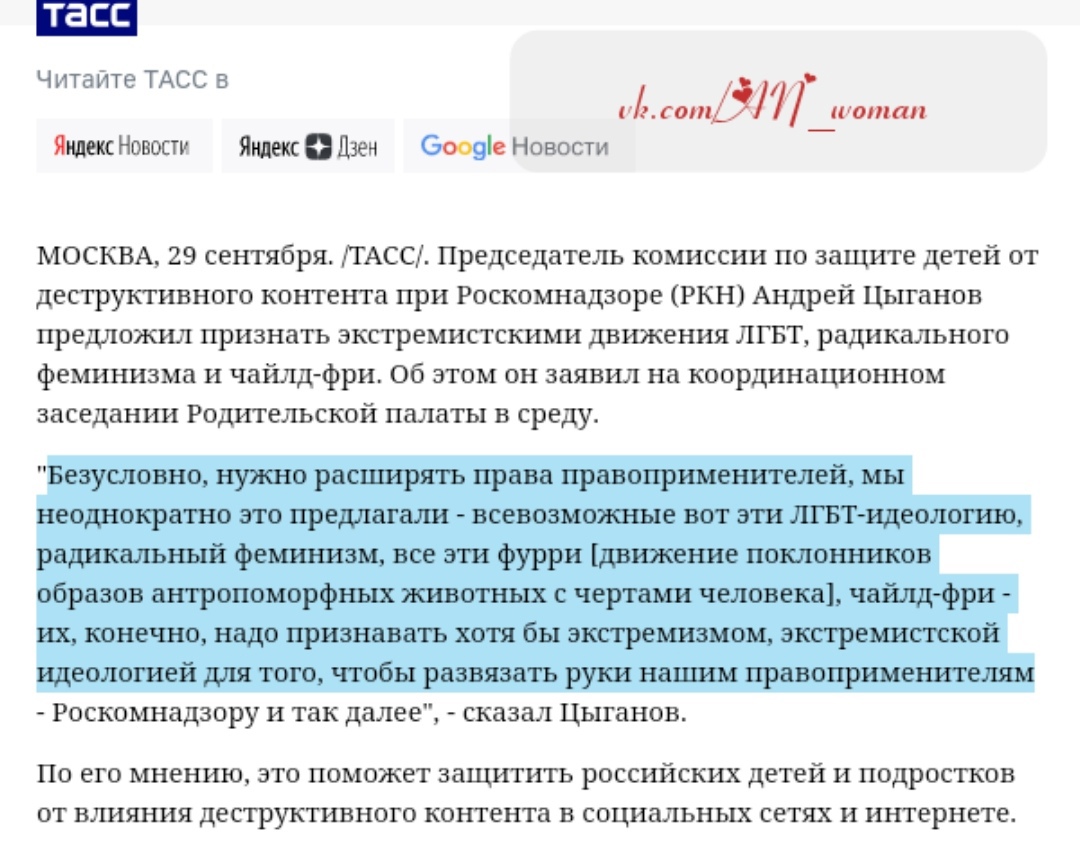 тасс
Читайте ТАСС в
vk.com/AN_woman
Яндекс Новости Яндекс Дзен Google Новости
МОСКВА, 29 сентября. /ТАСС/. Председатель комиссии по защите детей от
деструктивного контента при Роскомнадзоре (РКН) Андрей Цыганов
предложил признать экстремистскими движения ЛГБТ, радикального
феминизма и чайлд-фри. Об этом он заявил на координационном
заседании Родительской палаты в среду.
"Безусловно, нужно расширять права правоприменителей, мы
неоднократно это предлагали - всевозможные вот эти ЛГБТ-идеологию,
радикальный феминизм, все эти фурри [движение поклонников
образов антропоморфных животных с чертами человека], чайлд-фри -
их, конечно, надо признавать хотя бы экстремизмом, экстремистской
идеологией для того, чтобы развязать руки нашим правоприменителям
- Роскомнадзору и так далее", - сказал Цыганов.
По его мнению, это поможет защитить российских детей и подростков
от влияния деструктивного контента в социальных сетях и интернете.